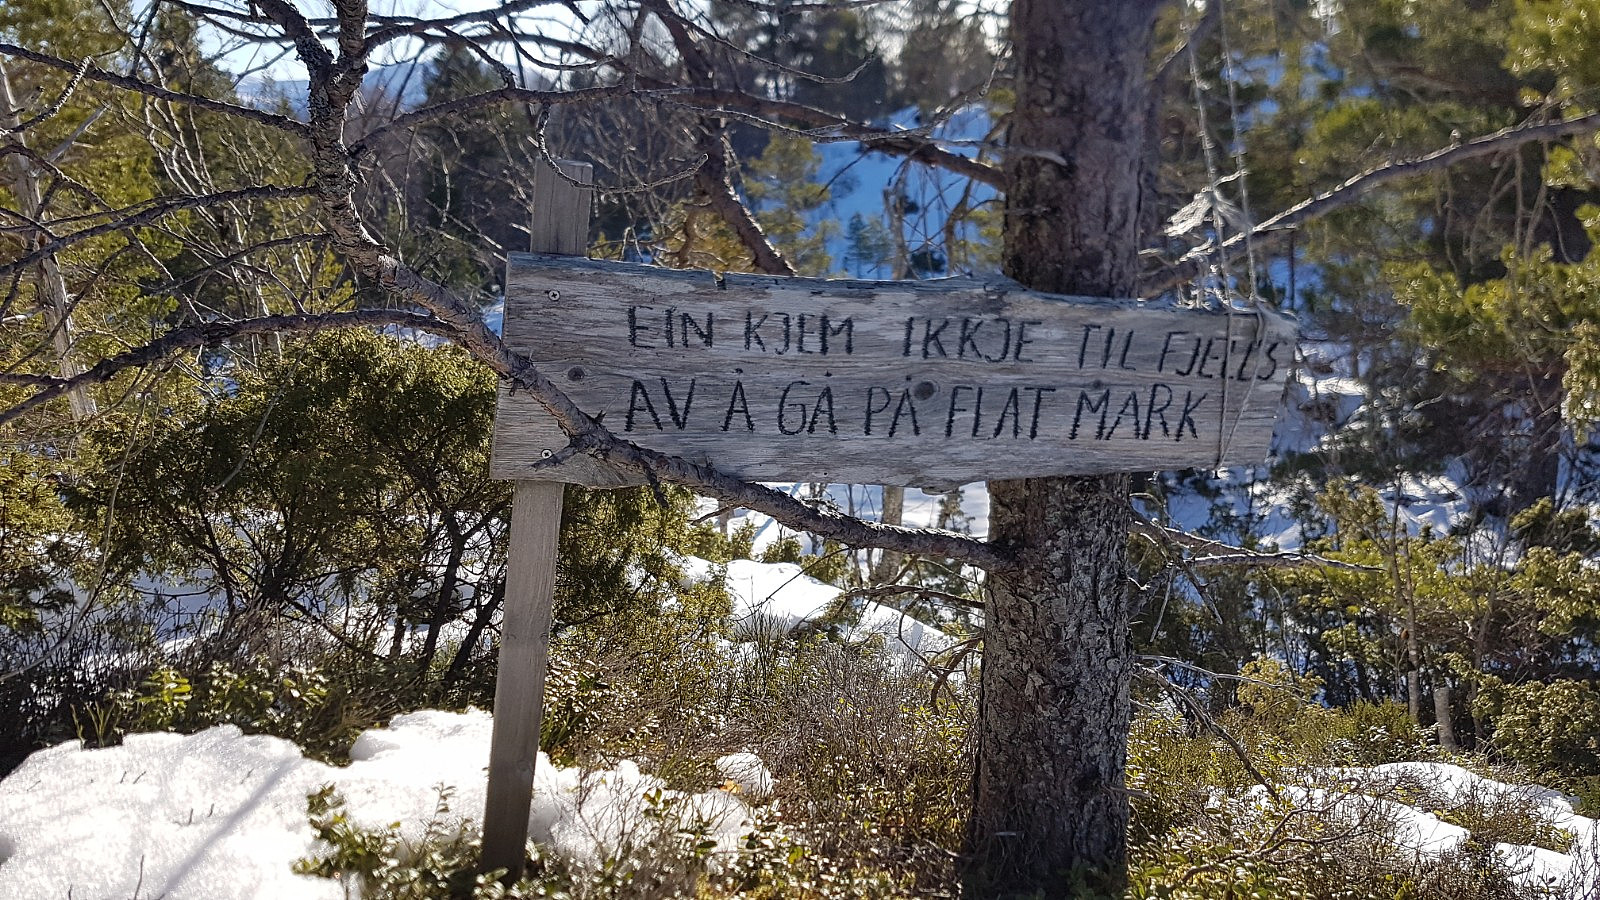 EIN KJEM IKKJE TIL FJELLS
AV Å GÅ PÅ FLAT MARK